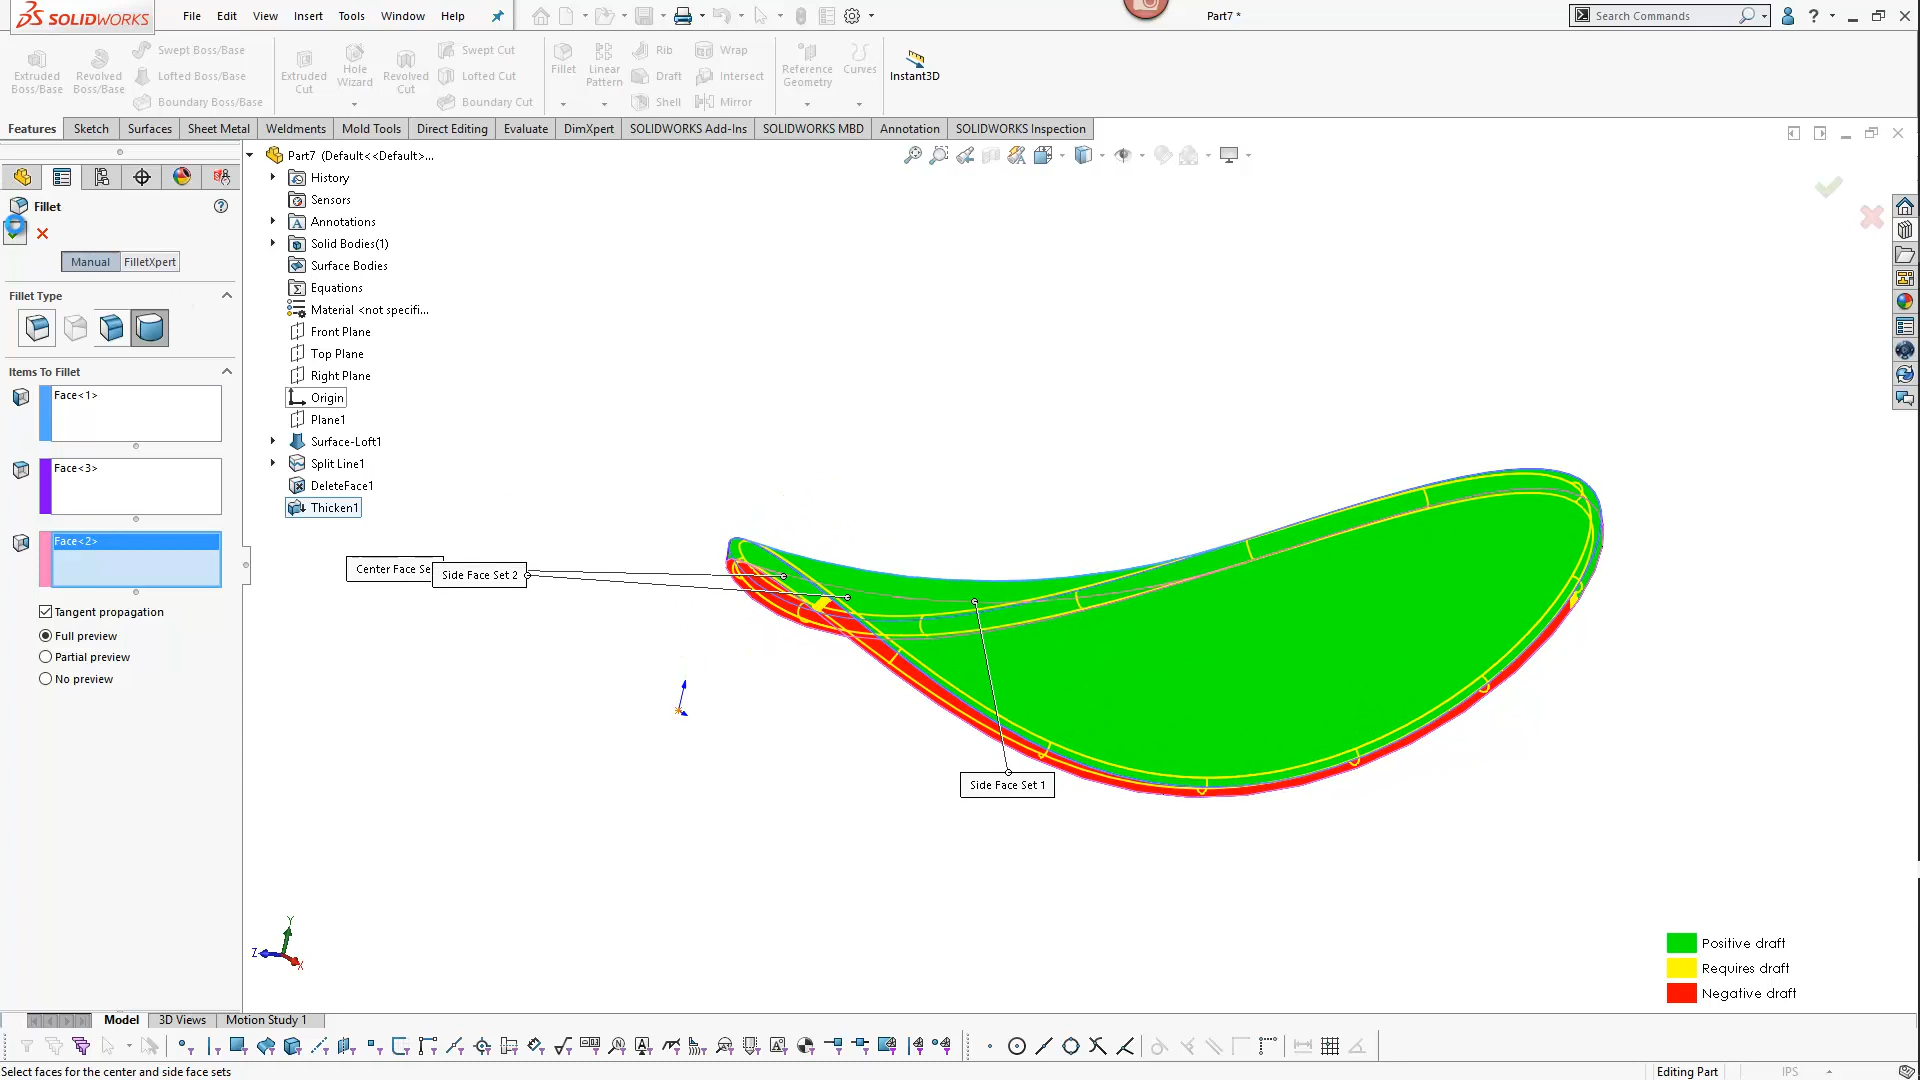 SOLIDWORKS
File Edit View Insert Tools Window Help
Part7 *
Search Commands
Extruded Boss/Base
Revolved Boss/Base
Swept Boss/Base
Lofted Boss/Base
Boundary Boss/Base
Extruded Cut
Hole Wizard
Revolved Cut
Swept Cut
Lofted Cut
Boundary Cut
Fillet
Linear Pattern
Rib
Draft
Shell
Wrap
Intersect
Mirror
Reference Geometry
Curves
Instant3D
Features Sketch Surfaces Sheet Metal Weldments Mold Tools Direct Editing Evaluate DimXpert SOLIDWORKS Add-Ins SOLIDWORKS MBD Annotation SOLIDWORKS Inspection
Fillet
Manual FilletXpert
Fillet Type
Items To Fillet
Face<1>
Face<3>
Face<2>
Tangent propagation
Full preview
Partial preview
No preview
Part7 (Default<<Default>...
History
Sensors
Annotations
Solid Bodies(1)
Surface Bodies
Equations
Material <not specifi...
Front Plane
Top Plane
Right Plane
Origin
Plane1
Surface-Loft1
Split Line1
DeleteFace1
Thicken1
Center Face Se
Side Face Set 2
Side Face Set 1
Y
Z
X
Positive draft
Requires draft
Negative draft
Model 3D Views Motion Study 1
Select faces for the center and side face sets
Editing Part
IPS